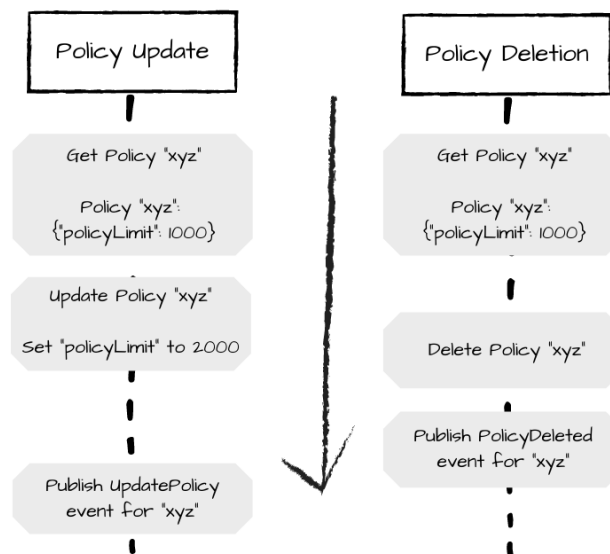 Policy Update
Get Policy "xyz"
Policy "xyz":
{"policyLimit": 1000}
Update Policy "xyz"
Set "policyLimit" to 2000
Publish UpdatePolicy
event for "xyz"
Policy Deletion
Get Policy "xyz"
Policy "xyz":
{"policyLimit": 1000}
Delete Policy "xyz"
Publish PolicyDeleted
event for "xyz"